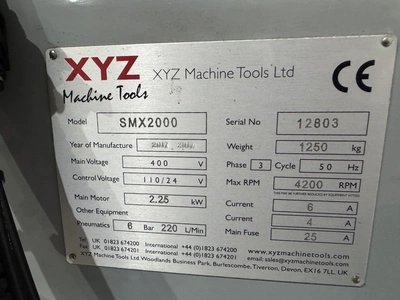 XYZ XYZ Machine Tools Ltd CE
Machine Tools
Model SMX2000 Serial No 12803
Year of Manufacture Weight 1250 kg
Main Voltage 400 V Phase 3 Cycle 50 Hz
Control Voltage 110/24 V Max RPM 4200 RPM
Main Motor 2.25 kW Current 6 A
Other Equipment Current 4 A
Pneumatics 6 Bar 220 L/Min Main Fuse 25 A
Tel UK 01823 674200 International +44 (0)1823 674200 www.xyzmachinetools.com
Fax UK 01823 674201 International +44 (0)1823 674201 email: sales@xyzmachinetools.com
XYZ Machine Tools Ltd, Woodlands Business Park, Burlescombe, Tiverton, Devon, EX16 7LL, UK.